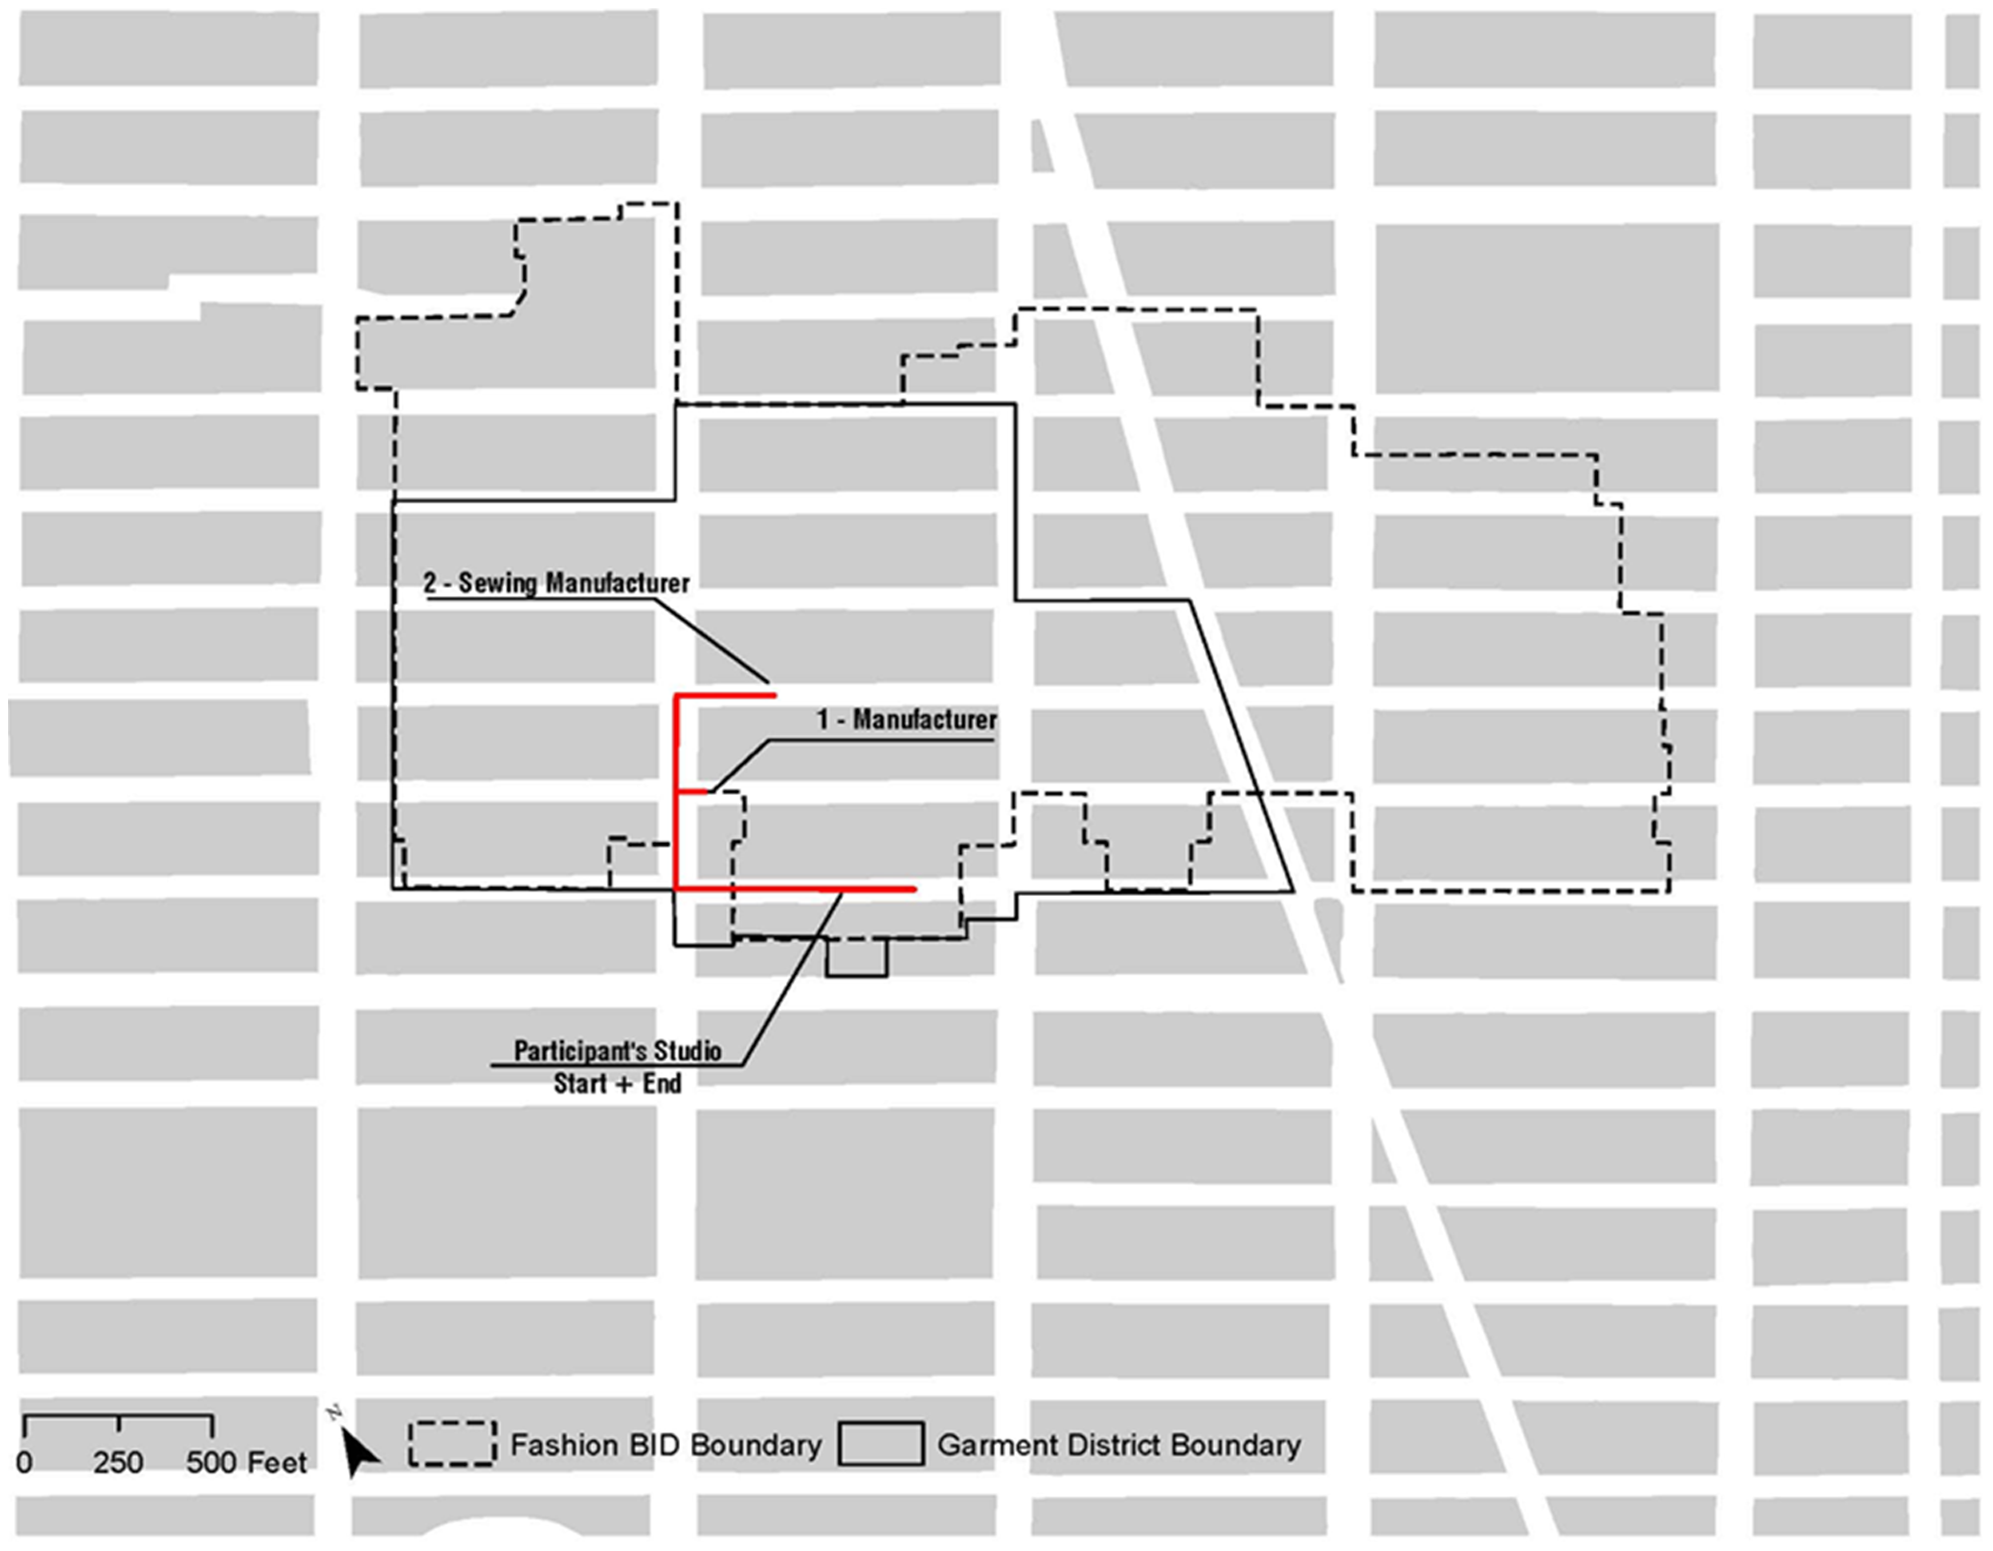 2 - Sewing Manufacturer
1 - Manufacturer
Participant's Studio
Start + End
N
0 250 500 Feet
Fashion BID Boundary
Garment District Boundary